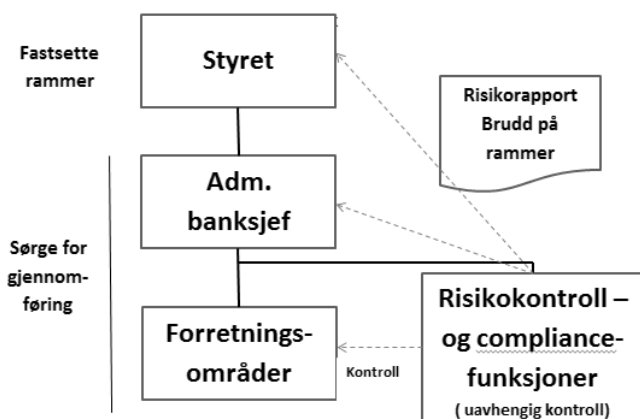 Fastsette
rammer
Styret
Risikorapport
Brudd på
rammer
Adm.
banksjef
Sørge for
gjennom-
føring
Forretnings-
områder
Kontroll
Risikokontroll –
og compliance-
funksjoner
( uavhengig kontroll)